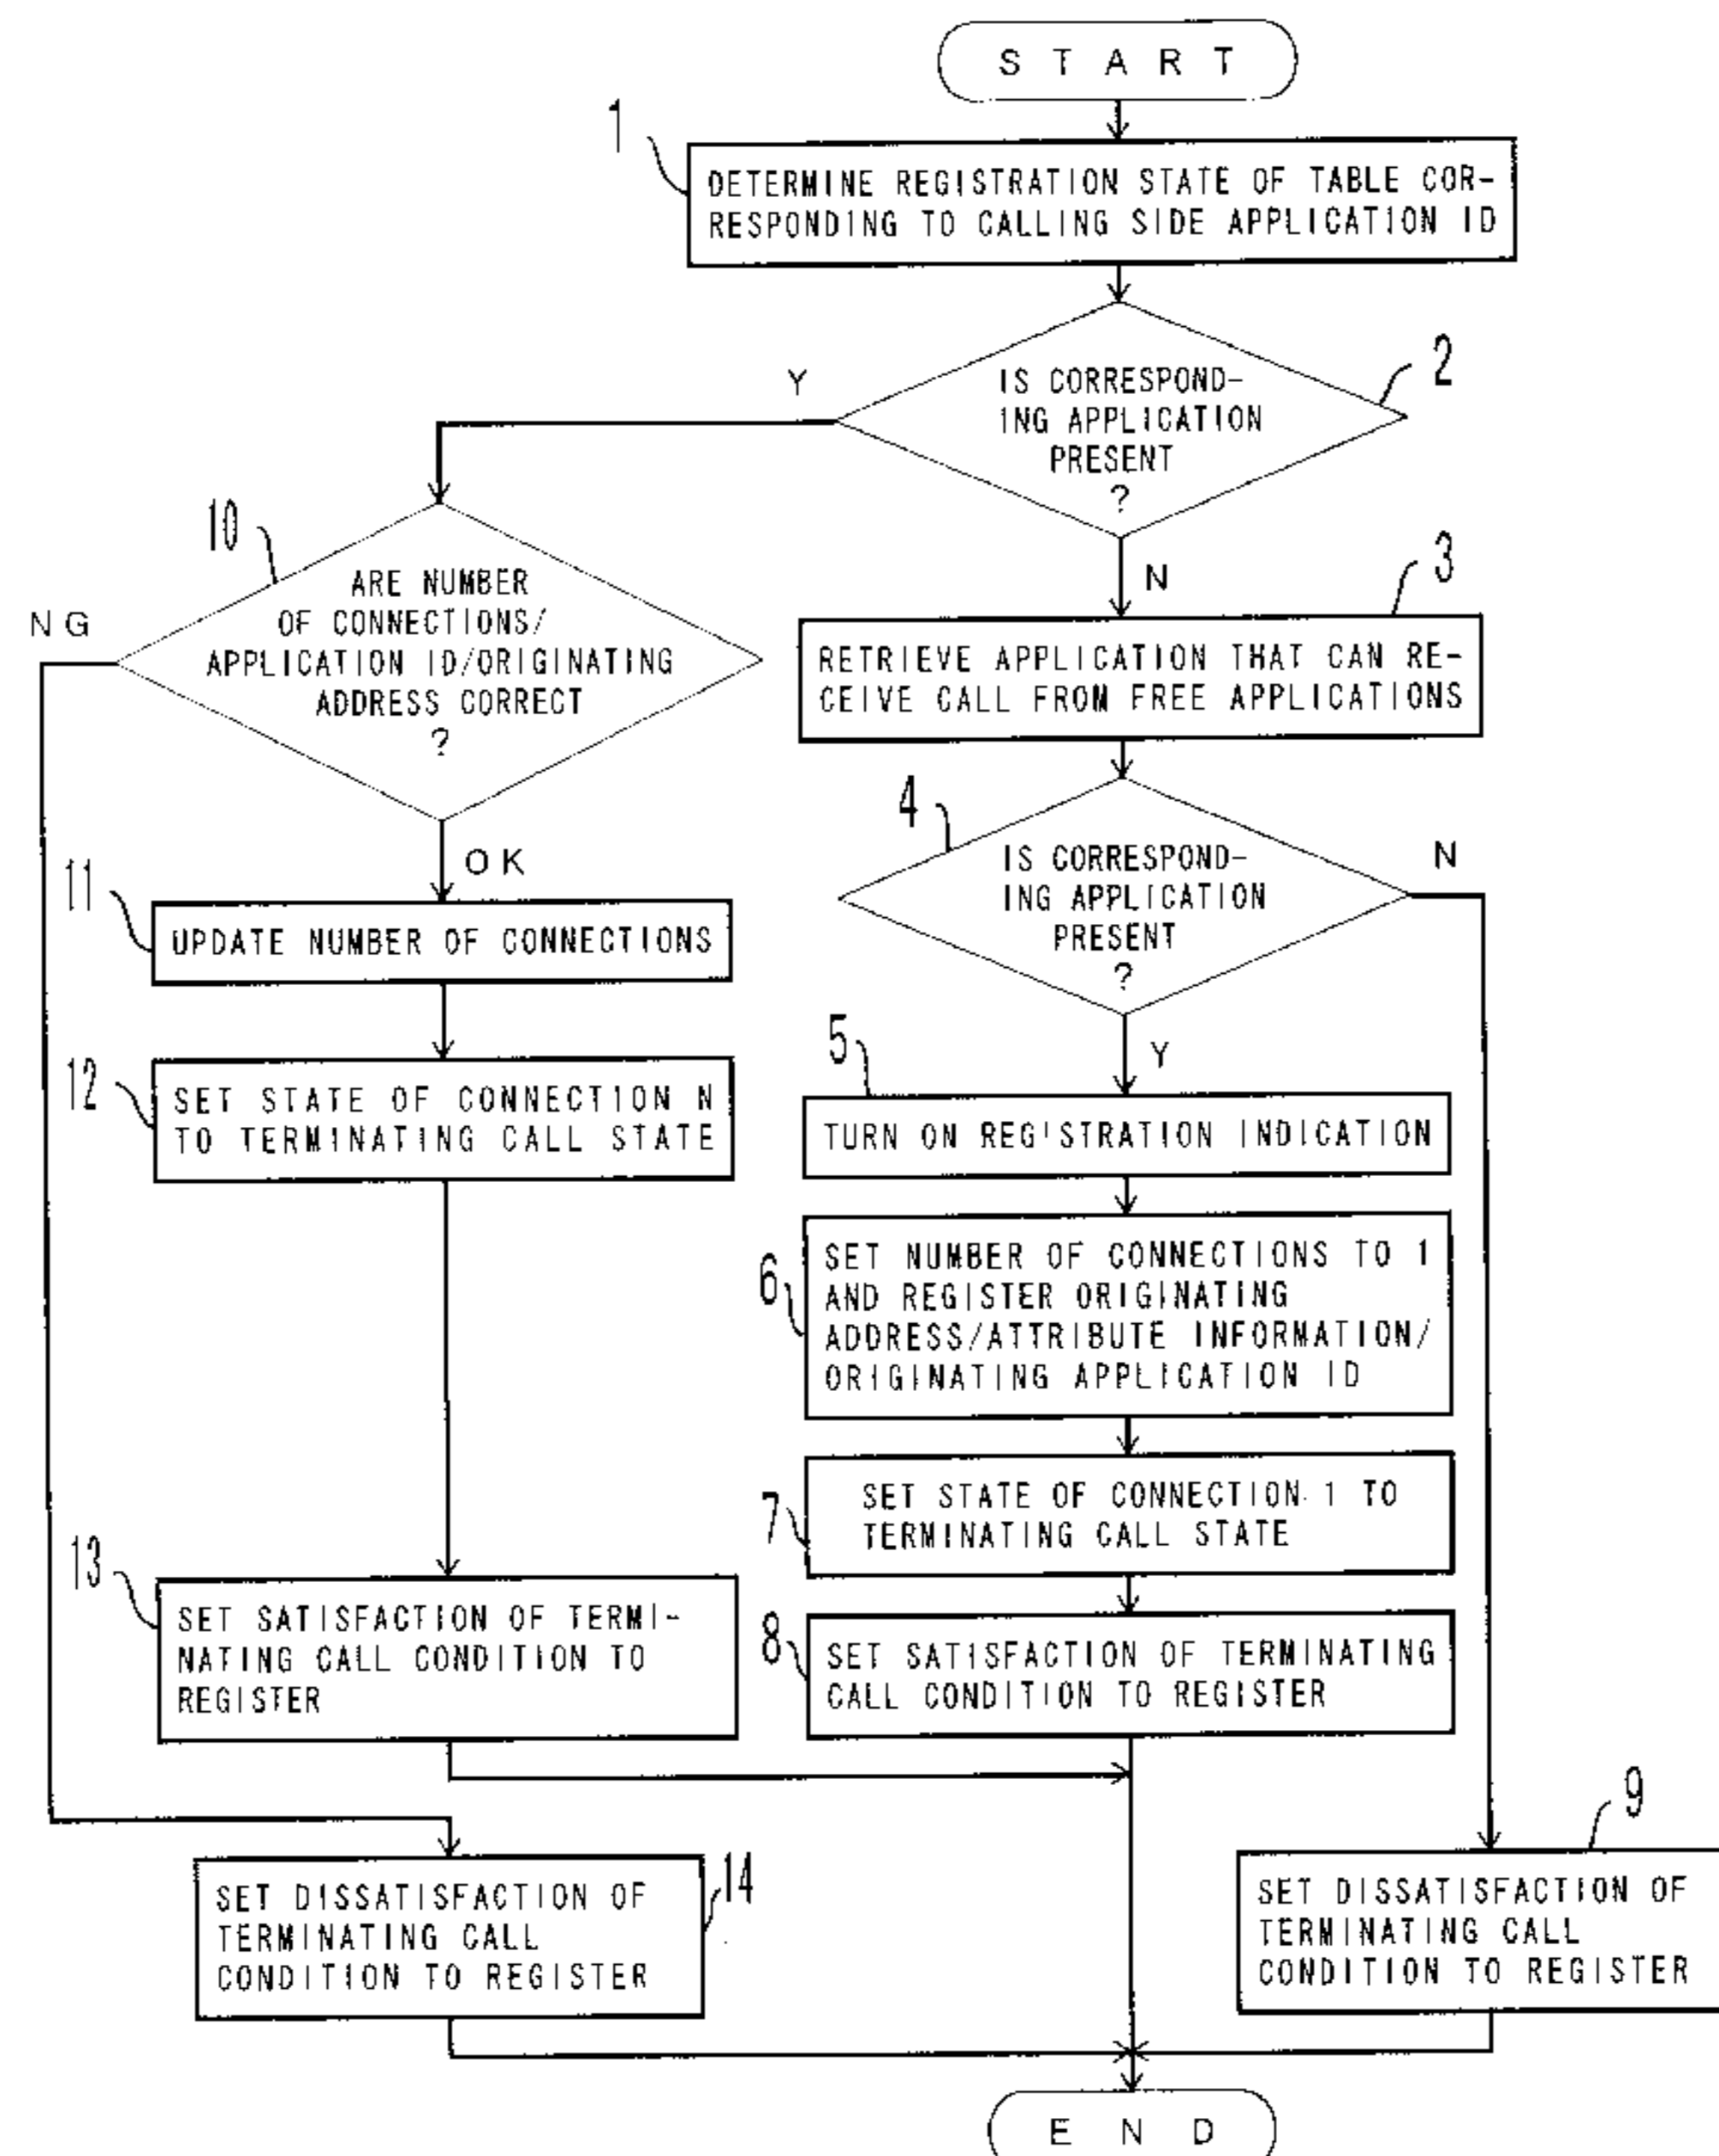 S T A R T
1
DETERMINE REGISTRATION STATE OF TABLE COR-
RESPONDING TO CALLING SIDE APPLICATION ID
2
IS CORRESPOND-
ING APPLICATION
PRESENT
?
Y
N
10
ARE NUMBER
OF CONNECTIONS/
APPLICATION ID/ORIGINATING
ADDRESS CORRECT
?
NG
OK
3
RETRIEVE APPLICATION THAT CAN RE-
CEIVE CALL FROM FREE APPLICATIONS
4
IS CORRESPOND-
ING APPLICATION
PRESENT
?
N
Y
11
UPDATE NUMBER OF CONNECTIONS
12
SET STATE OF CONNECTION N
TO TERMINATING CALL STATE
5
TURN ON REGISTRATION INDICATION
6
SET NUMBER OF CONNECTIONS TO 1
AND REGISTER ORIGINATING
ADDRESS/ATTRIBUTE INFORMATION/
ORIGINATING APPLICATION ID
7
SET STATE OF CONNECTION 1 TO
TERMINATING CALL STATE
13
SET SATISFACTION OF TERMI-
NATING CALL CONDITION TO
REGISTER
8
SET SATISFACTION OF TERMINATING
CALL CONDITION TO REGISTER
14
SET DISSATISFACTION OF
TERMINATING CALL
CONDITION TO REGISTER
9
SET DISSATISFACTION OF
TERMINATING CALL
CONDITION TO REGISTER
E N D